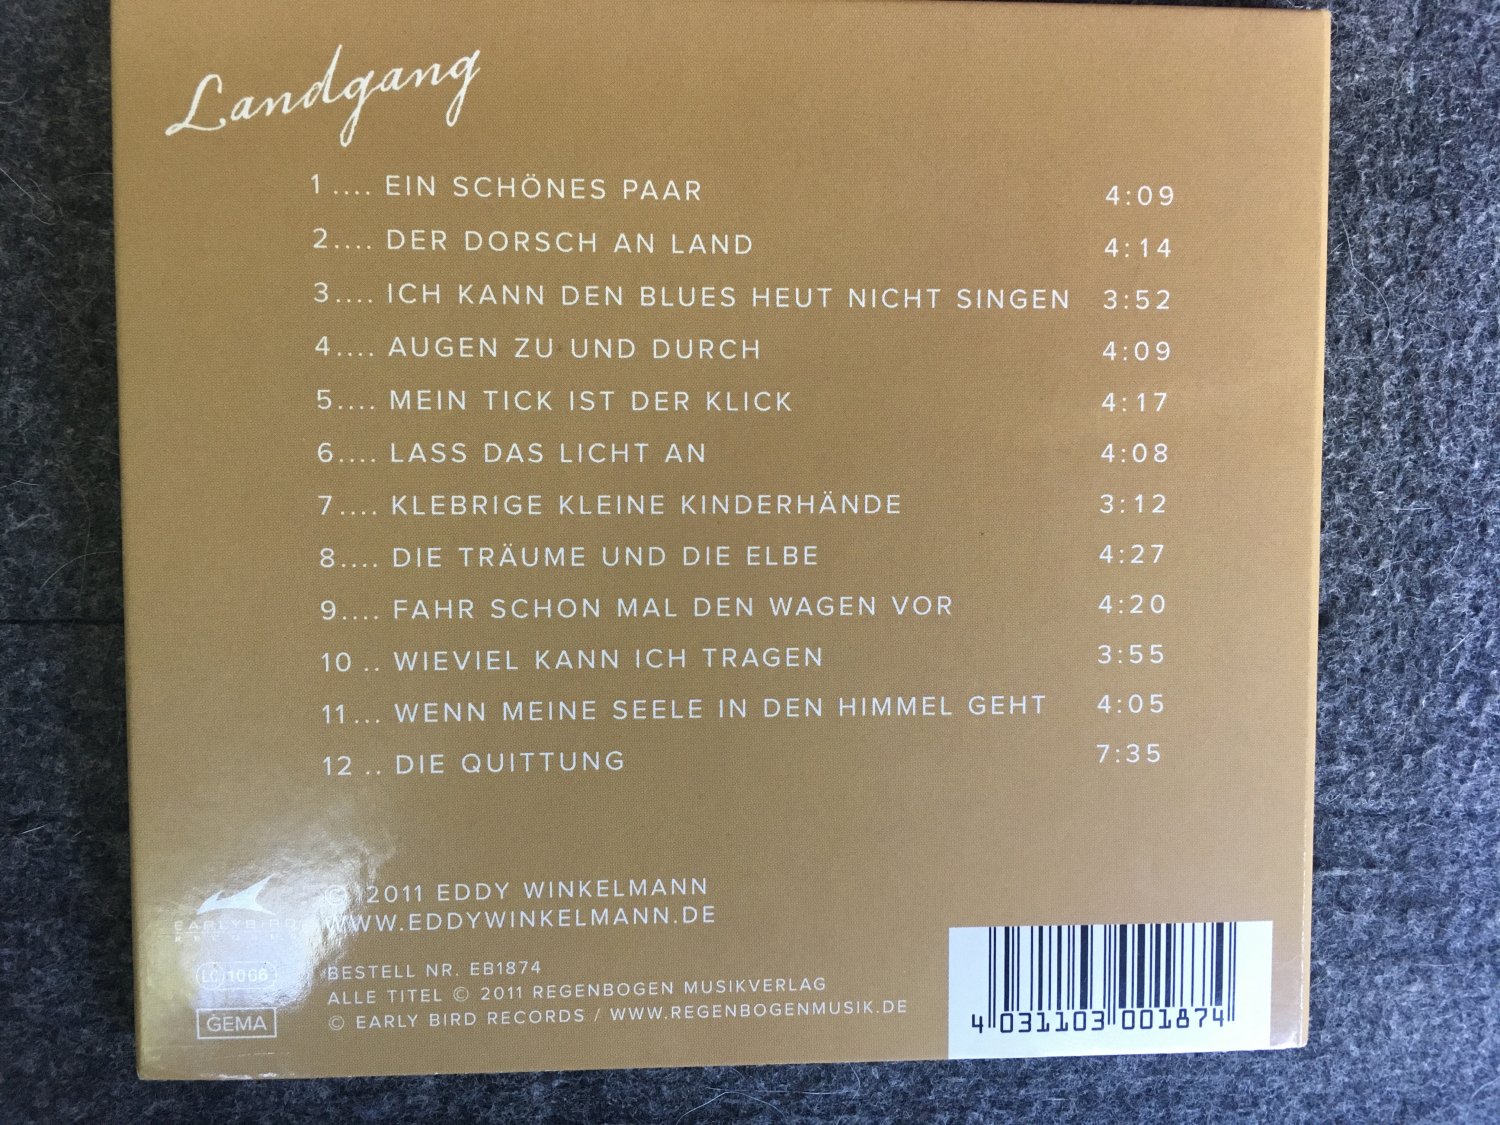 Landgang
1 .... EIN SCHÖNES PAAR 4:09
2.... DER DORSCH AN LAND 4:14
3.... ICH KANN DEN BLUES HEUT NICHT SINGEN 3:52
4.... AUGEN ZU UND DURCH 4:09
5.... MEIN TICK IST DER KLICK 4:17
6.... LASS DAS LICHT AN 4:08
7.... KLEBRIGE KLEINE KINDERHÄNDE 3:12
8.... DIE TRÄUME UND DIE ELBE 4:27
9.... FAHR SCHON MAL DEN WAGEN VOR 4:20
10 .. WIEVIEL KANN ICH TRAGEN 3:55
11 ... WENN MEINE SEELE IN DEN HIMMEL GEHT 4:05
12 .. DIE QUITTUNG 7:35
© 2011 EDDY WINKELMANN
WWW.EDDYWINKELMANN.DE
EARLYBIRD
RECORDS
LC 1066
GEMA
BESTELL NR. EB1874
ALLE TITEL © 2011 REGENBOGEN MUSIKVERLAG
© EARLY BIRD RECORDS / WWW.REGENBOGENMUSIK.DE
4 031103 001874